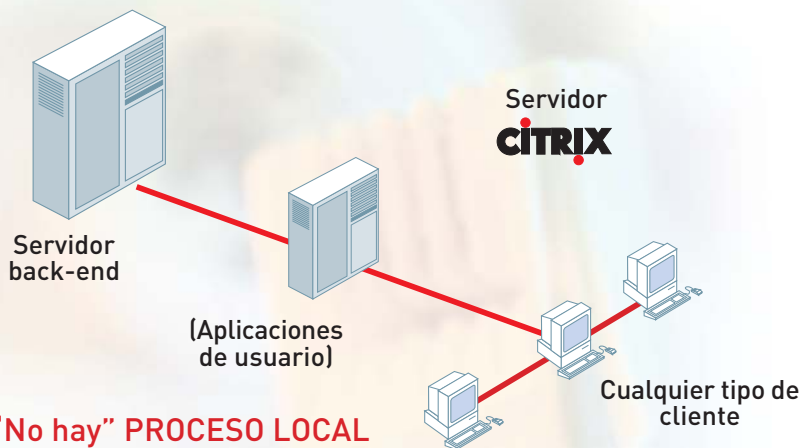 Servidor
CITRIX
Servidor
back-end
(Aplicaciones
de usuario)
Cualquier tipo de
cliente
"No hay" PROCESO LOCAL